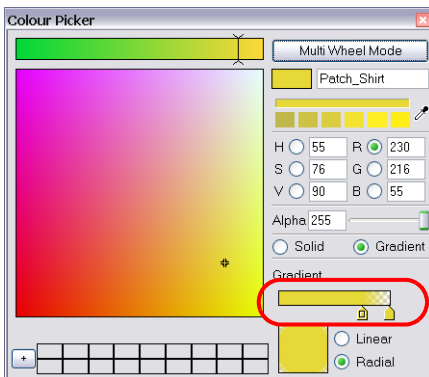 Colour Picker
Multi Wheel Mode
Patch_Shirt
H 55 R 230
S 76 G 216
V 90 B 55
Alpha 255
Solid Gradient
Gradient
Linear
+
Radial